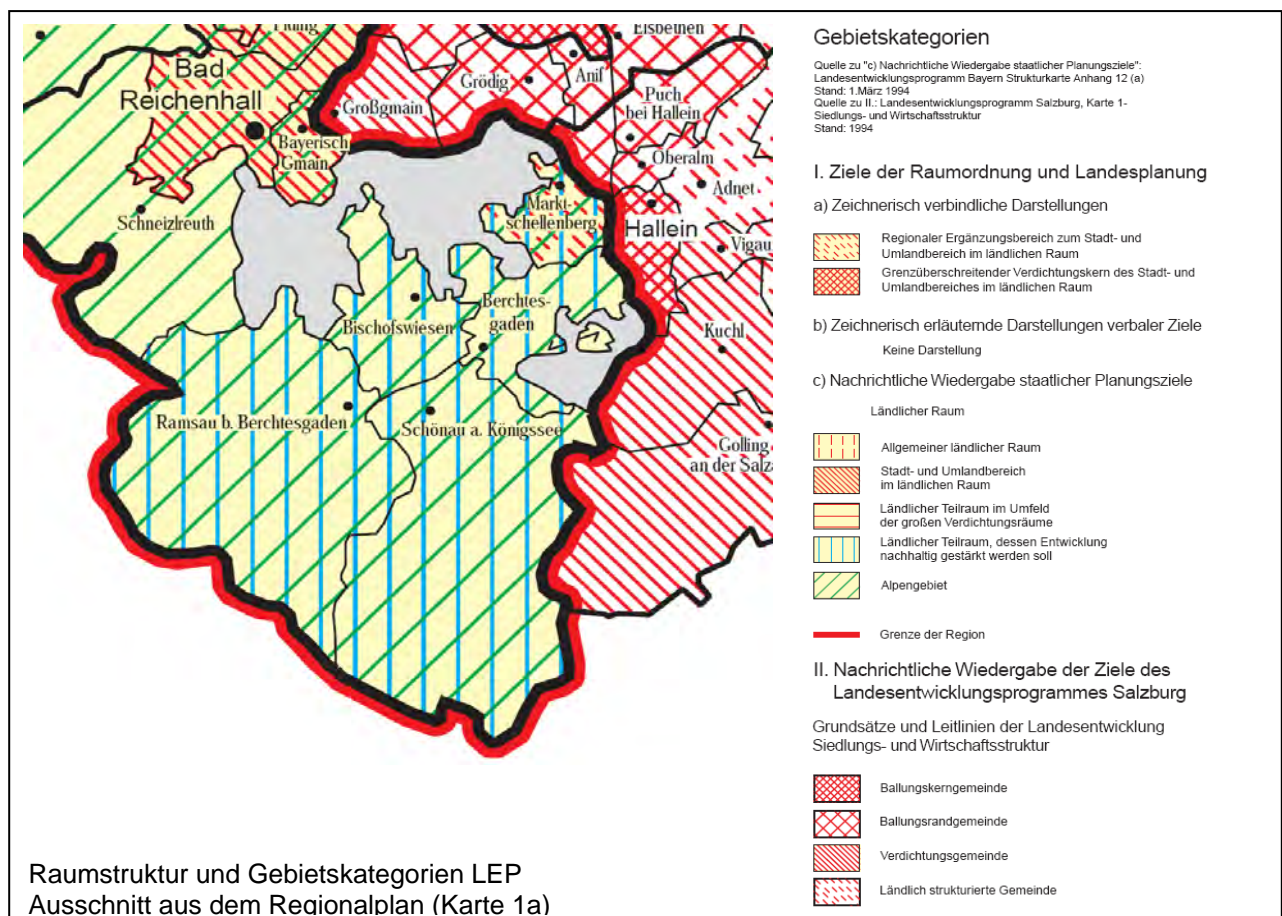 Piding
Elsbethen
Bad
Reichenhall
Grödig
Anif
Großgmain
Puch
bei Hallein
Bayerisch
Gmain
Oberalm
Adnet
Schneizlreuth
Markt-
schellenberg
Hallein
Vigau
Berchtes-
gaden
Bischofswiesen
Kuchl
Ramsau b. Berchtesgaden
Schönau a. Königssee
Golling
an der Salza
Raumstruktur und Gebietskategorien LEP
Ausschnitt aus dem Regionalplan (Karte 1a)
Gebietskategorien
Quelle zu "c) Nachrichtliche Wiedergabe staatlicher Planungsziele":
Landesentwicklungsprogramm Bayern Strukturkarte Anhang 12 (a)
Stand: 1.März 1994
Quelle zu II.: Landesentwicklungsprogramm Salzburg, Karte 1-
Siedlungs- und Wirtschaftsstruktur
Stand: 1994
I. Ziele der Raumordnung und Landesplanung
a) Zeichnerisch verbindliche Darstellungen
Regionaler Ergänzungsbereich zum Stadt- und
Umlandbereich im ländlichen Raum
Grenzüberschreitender Verdichtungskern des Stadt- und
Umlandbereiches im ländlichen Raum
b) Zeichnerisch erläuternde Darstellungen verbaler Ziele
Keine Darstellung
c) Nachrichtliche Wiedergabe staatlicher Planungsziele
Ländlicher Raum
Allgemeiner ländlicher Raum
Stadt- und Umlandbereich
im ländlichen Raum
Ländlicher Teilraum im Umfeld
der großen Verdichtungsräume
Ländlicher Teilraum, dessen Entwicklung
nachhaltig gestärkt werden soll
Alpengebiet
Grenze der Region
II. Nachrichtliche Wiedergabe der Ziele des
Landesentwicklungsprogrammes Salzburg
Grundsätze und Leitlinien der Landesentwicklung
Siedlungs- und Wirtschaftsstruktur
Ballungskerngemeinde
Ballungsrandgemeinde
Verdichtungsgemeinde
Ländlich strukturierte Gemeinde